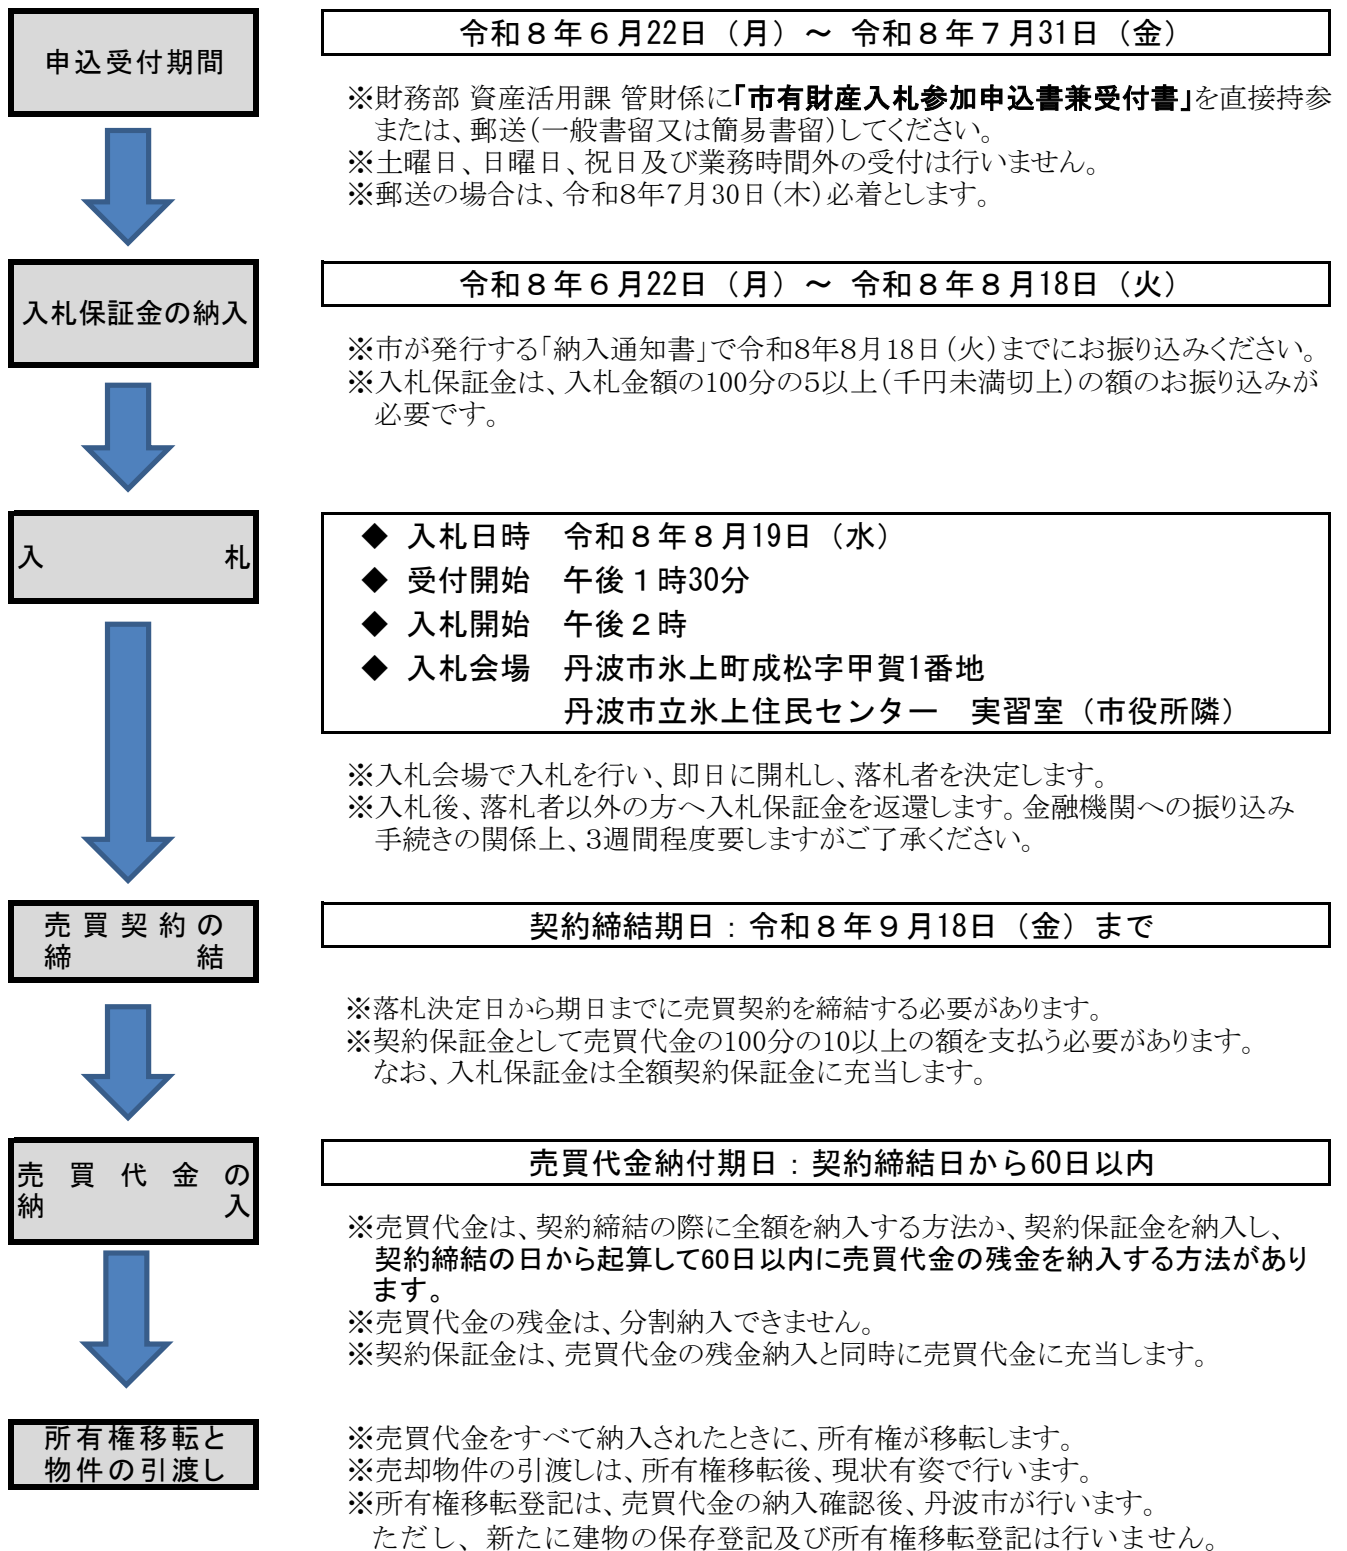 申込受付期間
令和８年６月22日（月）～ 令和８年７月31日（金）
※財務部 資産活用課 管財係に「市有財産入札参加申込書兼受付書」を直接持参
または、郵送（一般書留又は簡易書留）してください。
※土曜日、日曜日、祝日及び業務時間外の受付は行いません。
※郵送の場合は、令和8年7月30日（木）必着とします。
入札保証金の納入
令和８年６月22日（月）～ 令和８年８月18日（火）
※市が発行する「納入通知書」で令和8年8月18日（火）までにお振り込みください。
※入札保証金は、入札金額の100分の5以上（千円未満切上）の額のお振り込みが
必要です。
入札
◆ 入札日時　令和８年８月19日（水）
◆ 受付開始　午後１時30分
◆ 入札開始　午後２時
◆ 入札会場　丹波市氷上町成松字甲賀1番地
丹波市立氷上住民センター　実習室（市役所隣）
※入札会場で入札を行い、即日に開札し、落札者を決定します。
※入札後、落札者以外の方へ入札保証金を返還します。金融機関への振り込み
手続きの関係上、3週間程度要しますがご了承ください。
売買契約の
締結
契約締結期日：令和８年９月18日（金）まで
※落札決定日から期日までに売買契約を締結する必要があります。
※契約保証金として売買代金の100分の10以上の額を支払う必要があります。
なお、入札保証金は全額契約保証金に充当します。
売買代金の
納入
売買代金納付期日：契約締結日から60日以内
※売買代金は、契約締結の際に全額を納入する方法か、契約保証金を納入し、
契約締結の日から起算して60日以内に売買代金の残金を納入する方法があり
ます。
※売買代金の残金は、分割納入できません。
※契約保証金は、売買代金の残金納入と同時に売買代金に充当します。
所有権移転と
物件の引渡し
※売買代金をすべて納入されたときに、所有権が移転します。
※売却物件の引渡しは、所有権移転後、現状有姿で行います。
※所有権移転登記は、売買代金の納入確認後、丹波市が行います。
ただし、新たに建物の保存登記及び所有権移転登記は行いません。